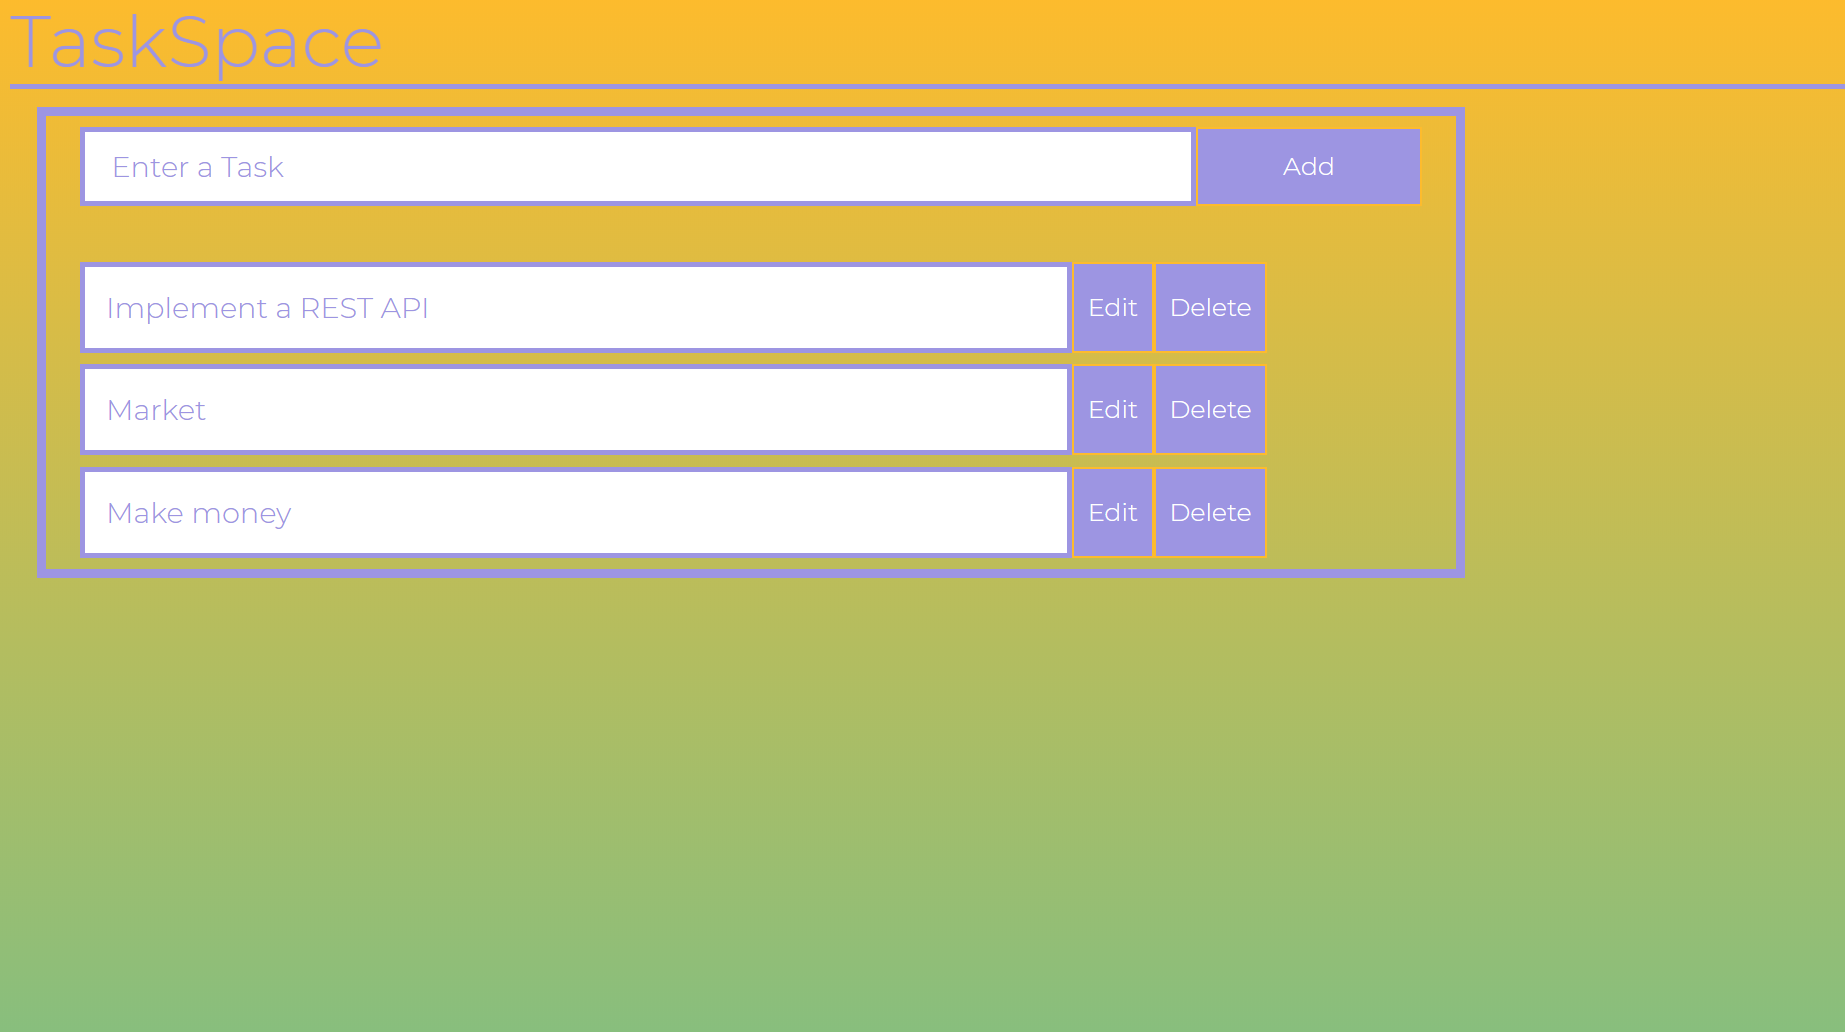 TaskSpace
Enter a Task Add
Implement a REST API Edit Delete
Market Edit Delete
Make money Edit Delete